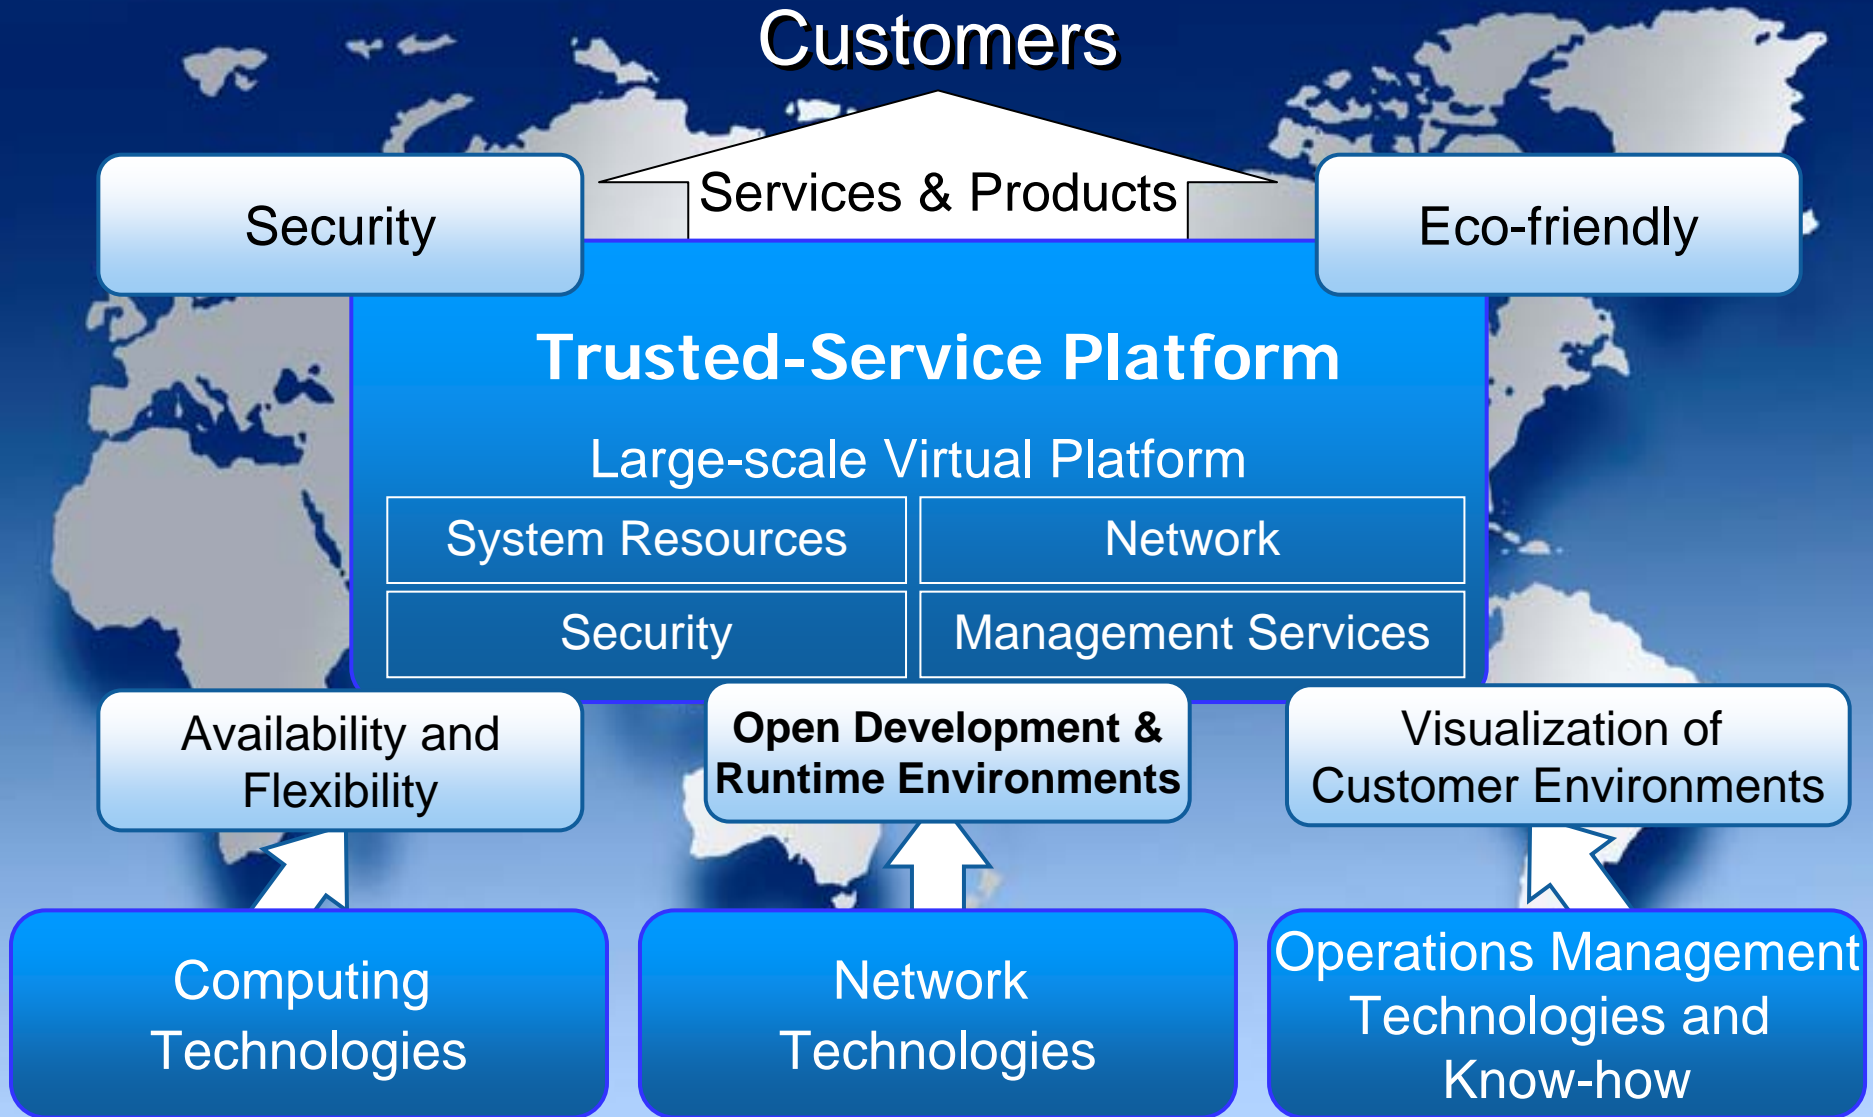 Customers
Services & Products
Security
Eco-friendly
Trusted-Service Platform
Large-scale Virtual Platform
System Resources
Network
Security
Management Services
Availability and
Flexibility
Open Development &
Runtime Environments
Visualization of
Customer Environments
Computing
Technologies
Network
Technologies
Operations Management
Technologies and
Know-how